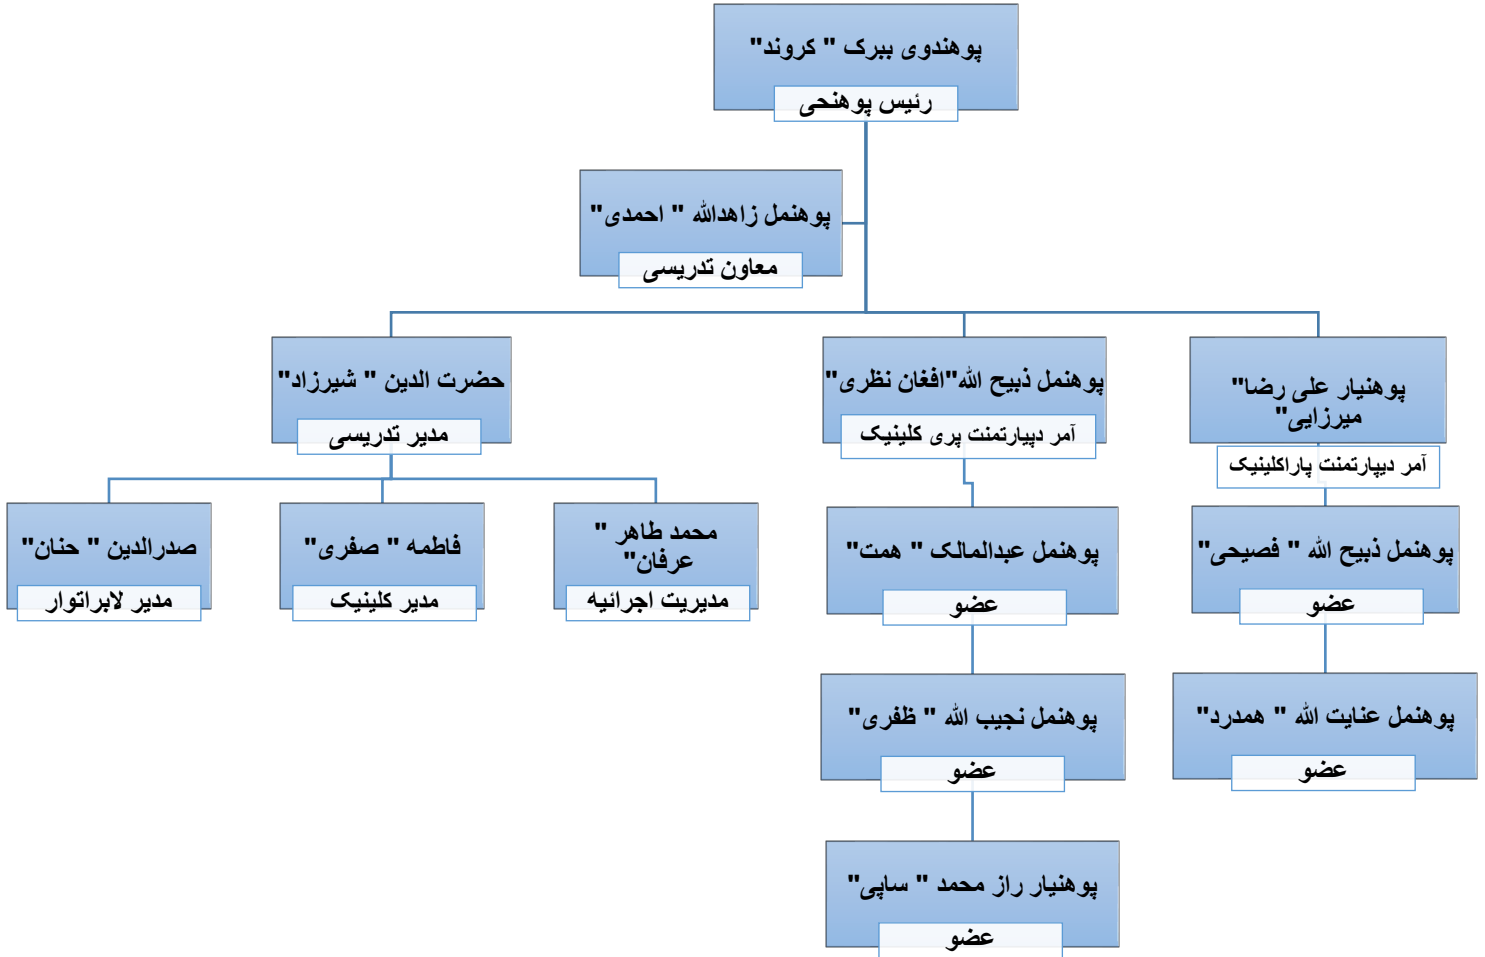 پوهندوی ببرک " کروند"
رئیس پوهنحی
پوهنمل زاهدالله " احمدی"
معاون تدریسی
پوهنیار علی رضا"
میرزایی"
آمر دیپارتمنت پاراکلینیک
پوهنمل ذبیح الله"افغان نظری"
آمر دیپارتمنت پری کلینیک
حضرت الدین " شیرزاد"
مدیر تدریسی
پوهنمل ذبیح الله " فصیحی"
عضو
پوهنمل عبدالمالک " همت"
عضو
محمد طاهر "
عرفان"
مدیریت اجرائیه
فاطمه " صفری"
مدیر کلینیک
صدرالدین " حنان"
مدیر لابراتوار
پوهنمل عنایت الله " همدرد"
عضو
پوهنمل نجیب الله " ظفری"
عضو
پوهنیار راز محمد " ساپی"
عضو